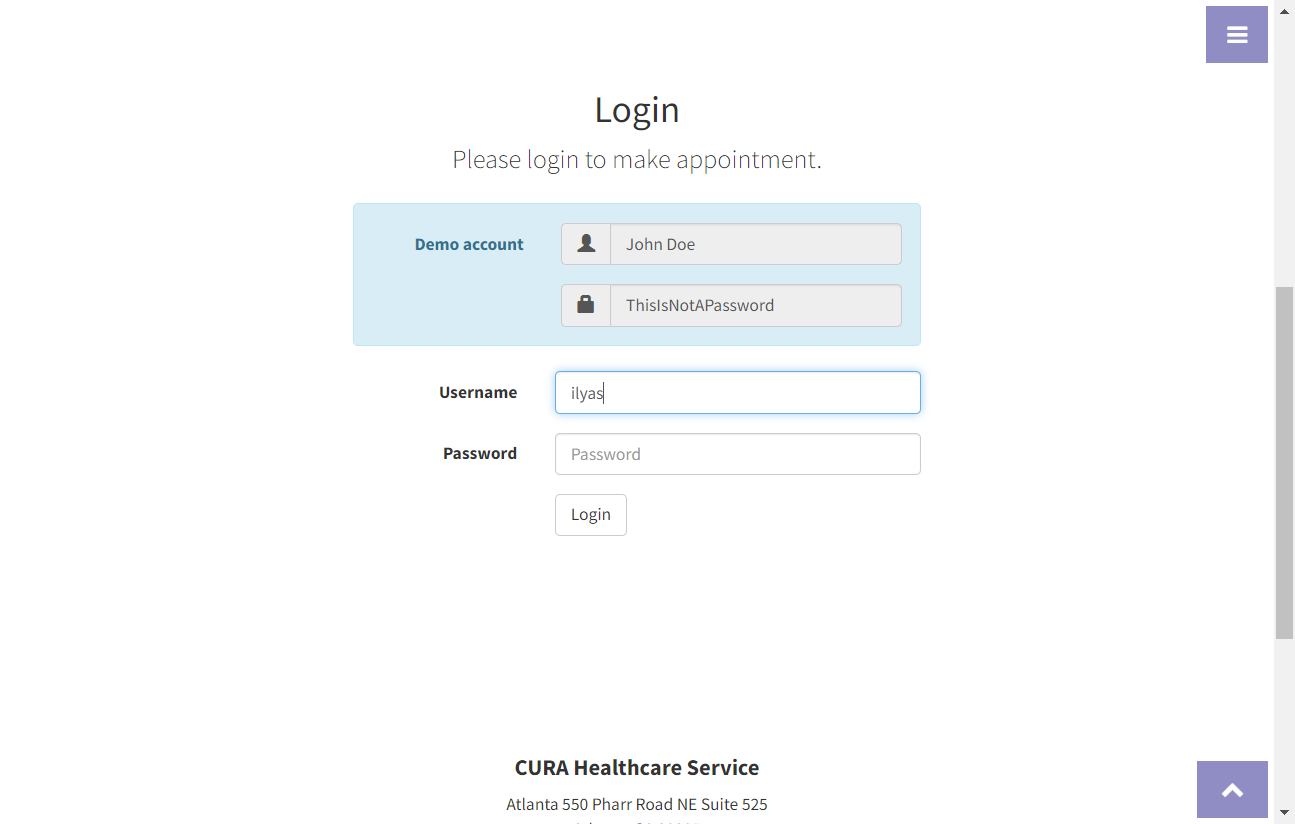 Login
Please login to make appointment.
Demo account
John Doe
ThisIsNotAPassword
Username
ilyas
Password
Password
Login
CURA Healthcare Service
Atlanta 550 Pharr Road NE Suite 525